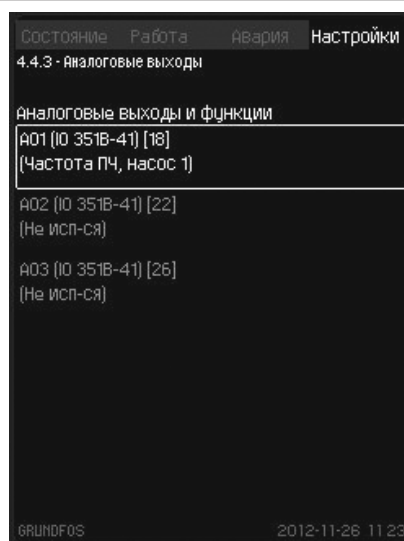 Состояние Работа Авария Настройки
4.4.3 - Аналоговые выходы
Аналоговые выходы и функции
AO1 (IO 351B-41) [18]
(Частота ПЧ, насос 1)
AO2 (IO 351B-41) [22]
(Не исп-ся)
AO3 (IO 351B-41) [26]
(Не исп-ся)
GRUNDFOS 2012-11-26 11:23